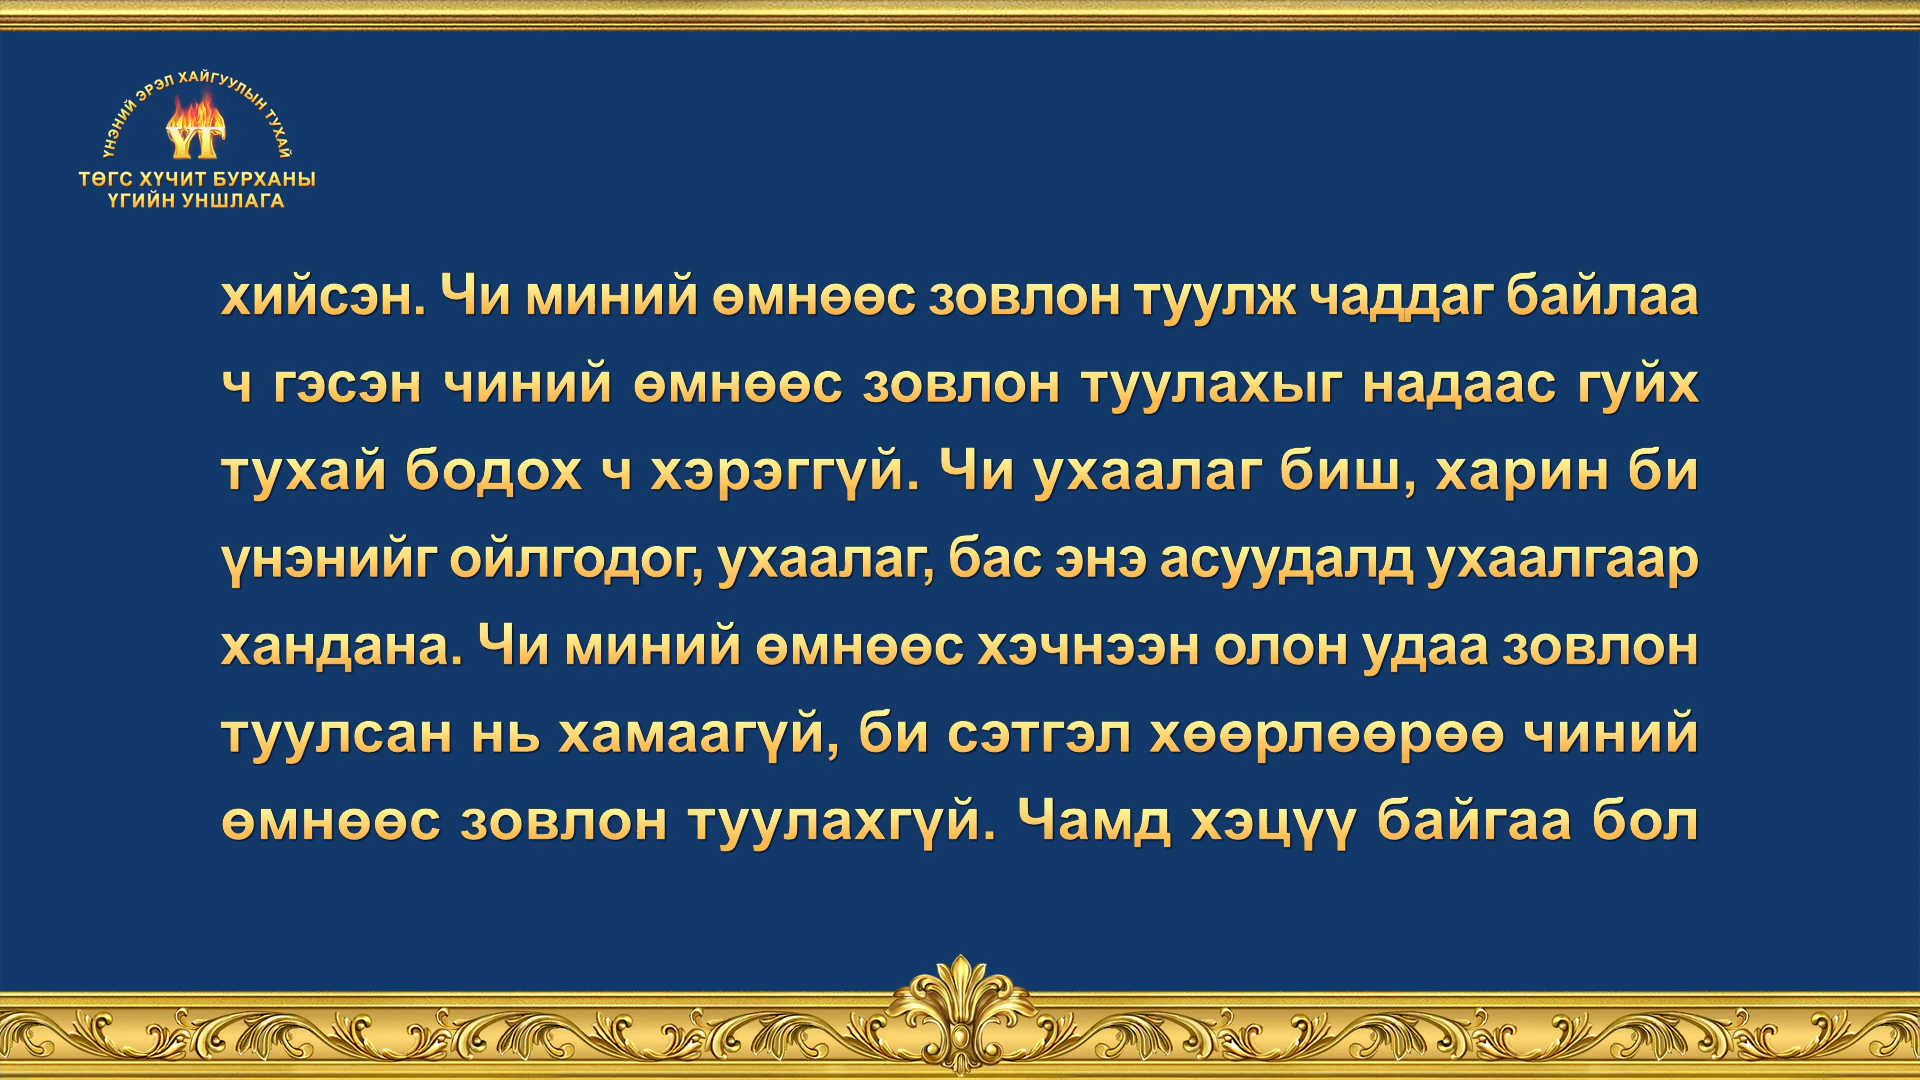 ҮНЭНИЙ ЭРЭЛ ХАЙГУУЛЫН ТУХАЙ
ҮГ
ТӨГС ХҮЧИТ БУРХАНЫ
ҮГИЙН УНШЛАГА
хийсэн. Чи миний өмнөөс зовлон туулж чаддаг байлаа
ч гэсэн чиний өмнөөс зовлон туулахыг надаас гуйх
тухай бодох ч хэрэггүй. Чи ухаалаг биш, харин би
үнэнийг ойлгодог, ухаалаг, бас энэ асуудалд ухаалгаар
хандана. Чи миний өмнөөс хэчнээн олон удаа зовлон
туулсан нь хамаагүй, би сэтгэл хөөрлөөрөө чиний
өмнөөс зовлон туулахгүй. Чамд хэцүү байгаа бол